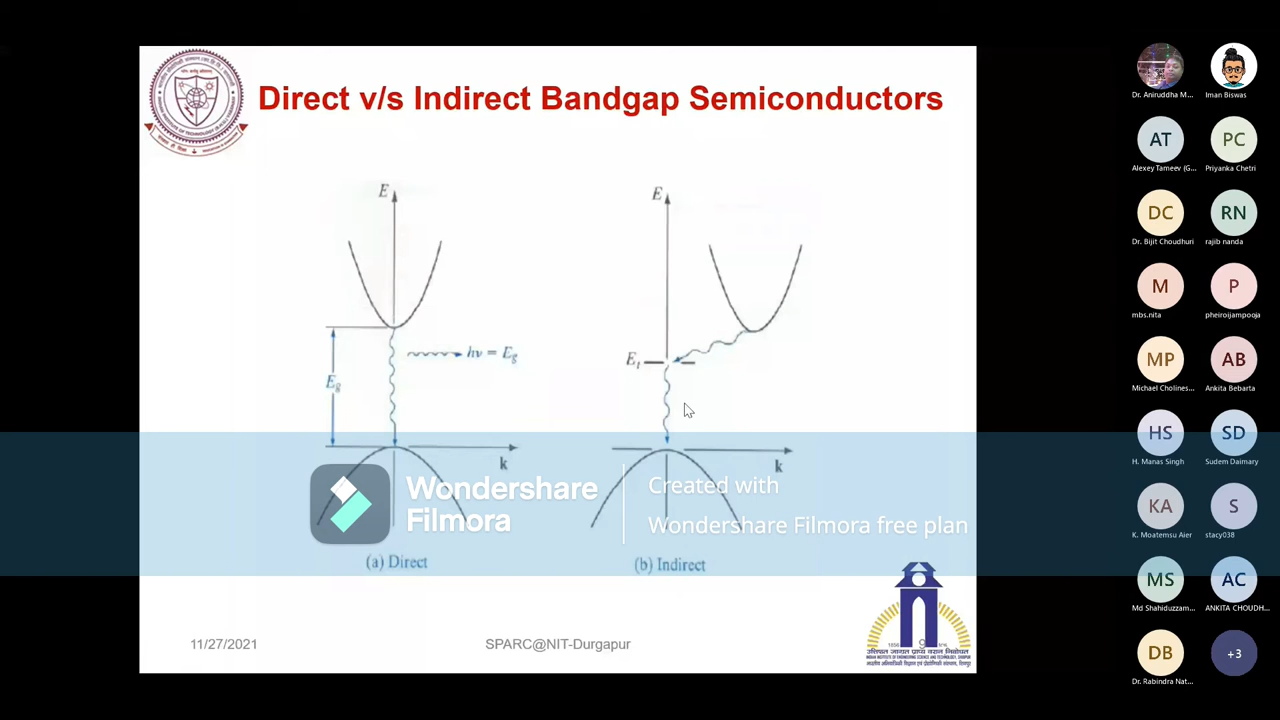 Direct v/s Indirect Bandgap Semiconductors
E
hν = Eg
Eg
k
(a) Direct
E
Et
k
(b) Indirect
Wondershare
Filmora
Created with
Wondershare Filmora free plan
11/27/2021
SPARC@NIT-Durgapur
9
Dr. Aniruddha M...
Iman Biswas
AT
Alexey Tameev (G...
PC
Priyanka Chetri
DC
Dr. Bijit Choudhuri
RN
rajib nanda
M
mbs.nita
P
pheiroijampooja
MP
Michael Cholines...
AB
Ankita Bebarta
HS
H. Manas Singh
SD
Sudem Daimary
KA
K. Moatemsu Aier
S
stacy038
MS
Md Shahiduzzam...
AC
ANKITA CHOUDH...
DB
Dr. Rabindra Nat...
+3